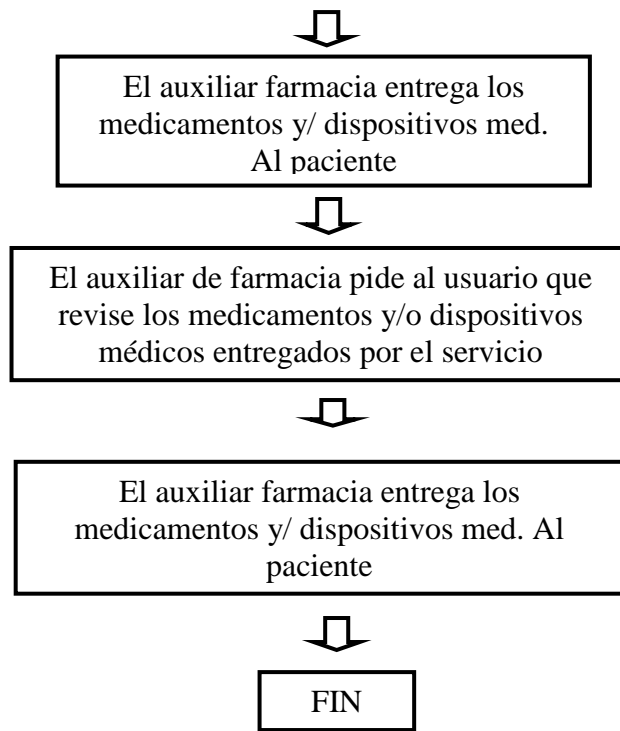 El auxiliar farmacia entrega los
medicamentos y/ dispositivos med.
Al paciente
El auxiliar de farmacia pide al usuario que
revise los medicamentos y/o dispositivos
médicos entregados por el servicio
El auxiliar farmacia entrega los
medicamentos y/ dispositivos med. Al
paciente
FIN